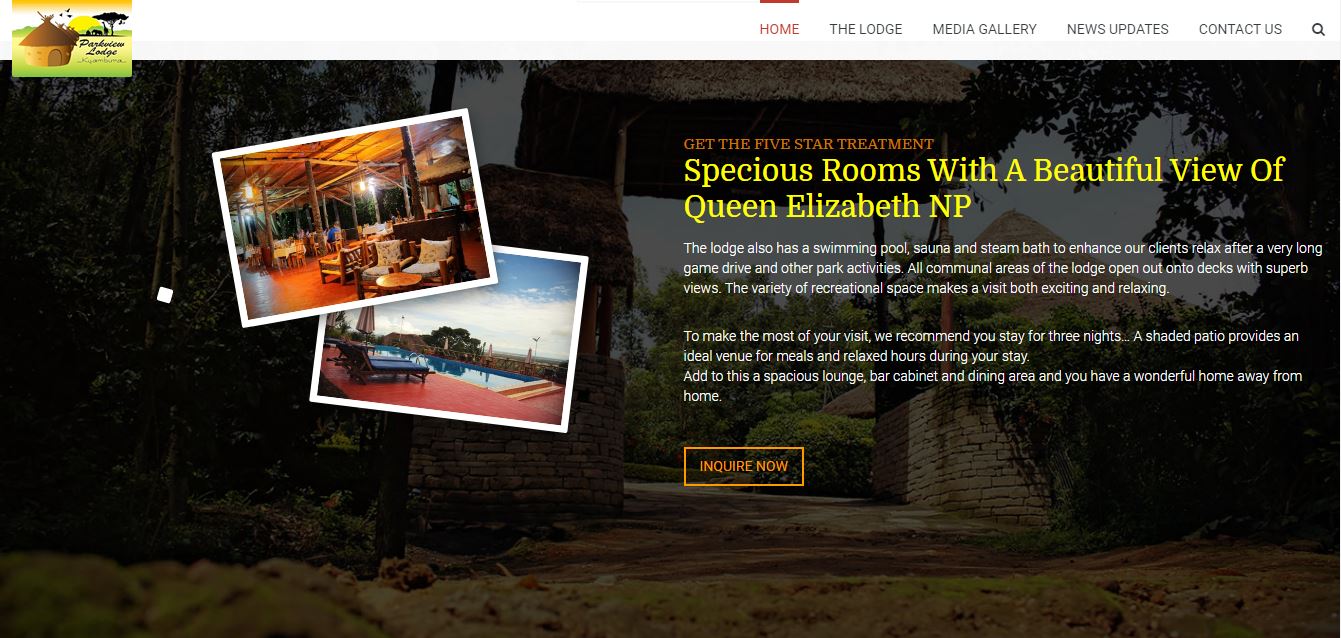 Parkview
Lodge
HOME THE LODGE MEDIA GALLERY NEWS UPDATES CONTACT US
GET THE FIVE STAR TREATMENT
Specious Rooms With A Beautiful View Of
Queen Elizabeth NP
The lodge also has a swimming pool, sauna and steam bath to enhance our clients relax after a very long
game drive and other park activities. All communal areas of the lodge open out onto decks with superb
views. The variety of recreational space makes a visit both exciting and relaxing.
To make the most of your visit, we recommend you stay for three nights... A shaded patio provides an
ideal venue for meals and relaxed hours during your stay.
Add to this a spacious lounge, bar cabinet and dining area and you have a wonderful home away from
home.
INQUIRE NOW